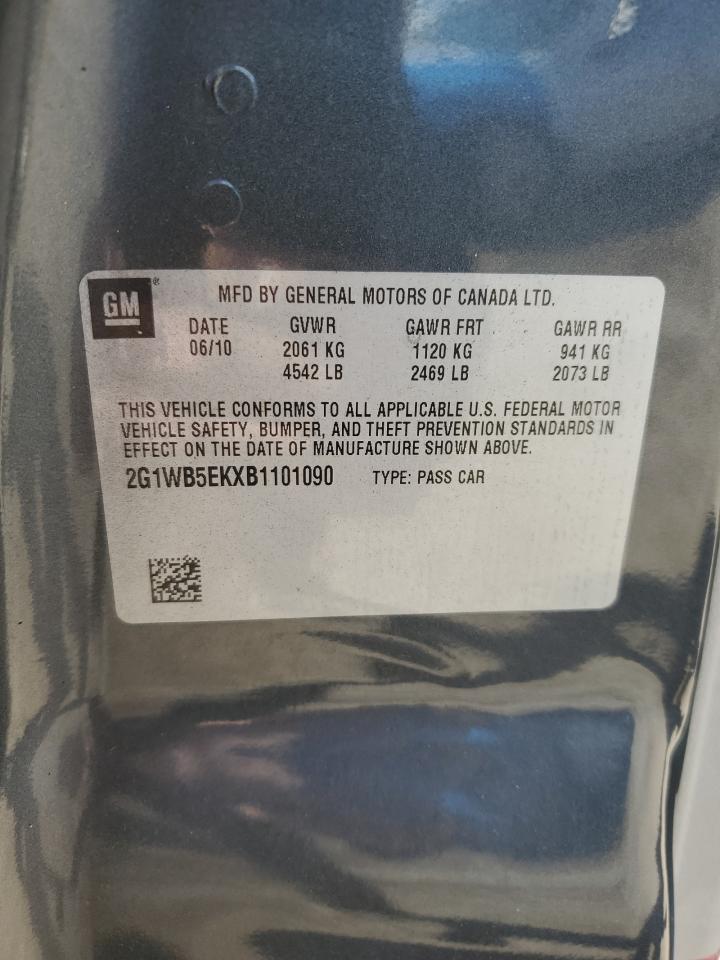 GM ®
MFD BY GENERAL MOTORS OF CANADA LTD.
DATE GVWR GAWR FRT GAWR RR
06/10 2061 KG 1120 KG 941 KG
4542 LB 2469 LB 2073 LB
THIS VEHICLE CONFORMS TO ALL APPLICABLE U.S. FEDERAL MOTOR
VEHICLE SAFETY, BUMPER, AND THEFT PREVENTION STANDARDS IN
EFFECT ON THE DATE OF MANUFACTURE SHOWN ABOVE.
2G1WB5EKXB1101090 TYPE: PASS CAR